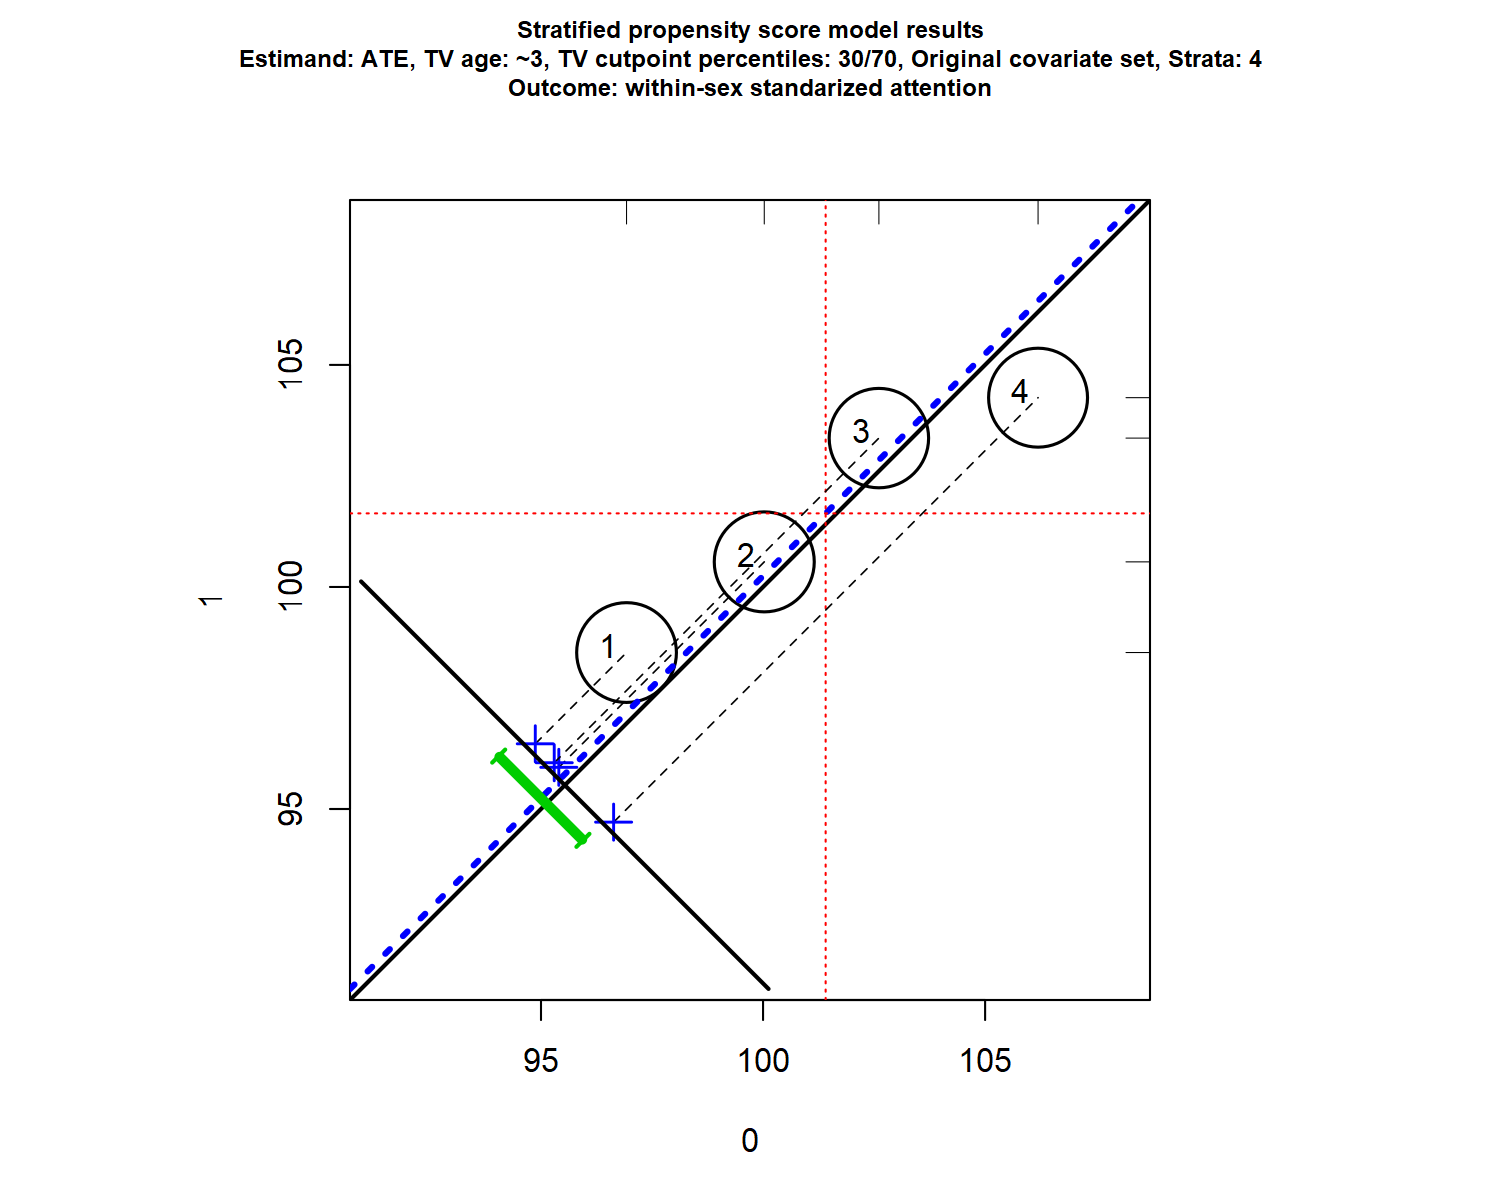 Stratified propensity score model results
Estimand: ATE, TV age: ~3, TV cutpoint percentiles: 30/70, Original covariate set, Strata: 4
Outcome: within-sex standarized attention
105
4
3
2
100
1
1
95
95 100 105
0